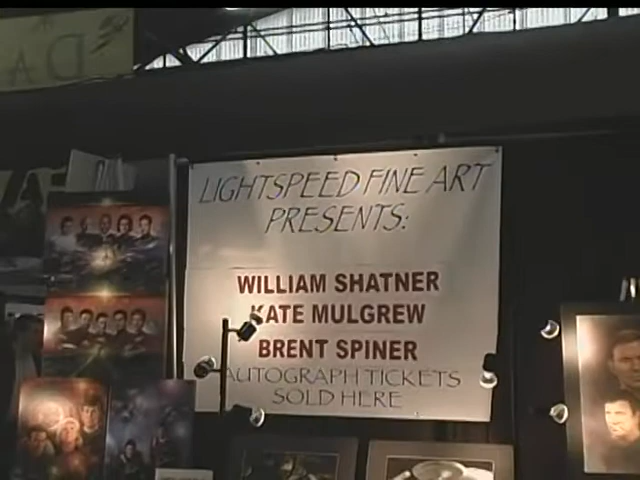 LIGHTSPEED FINE ART
PRESENTS:
WILLIAM SHATNER
KATE MULGREW
BRENT SPINER
AUTOGRAPH TICKETS
SOLD HERE